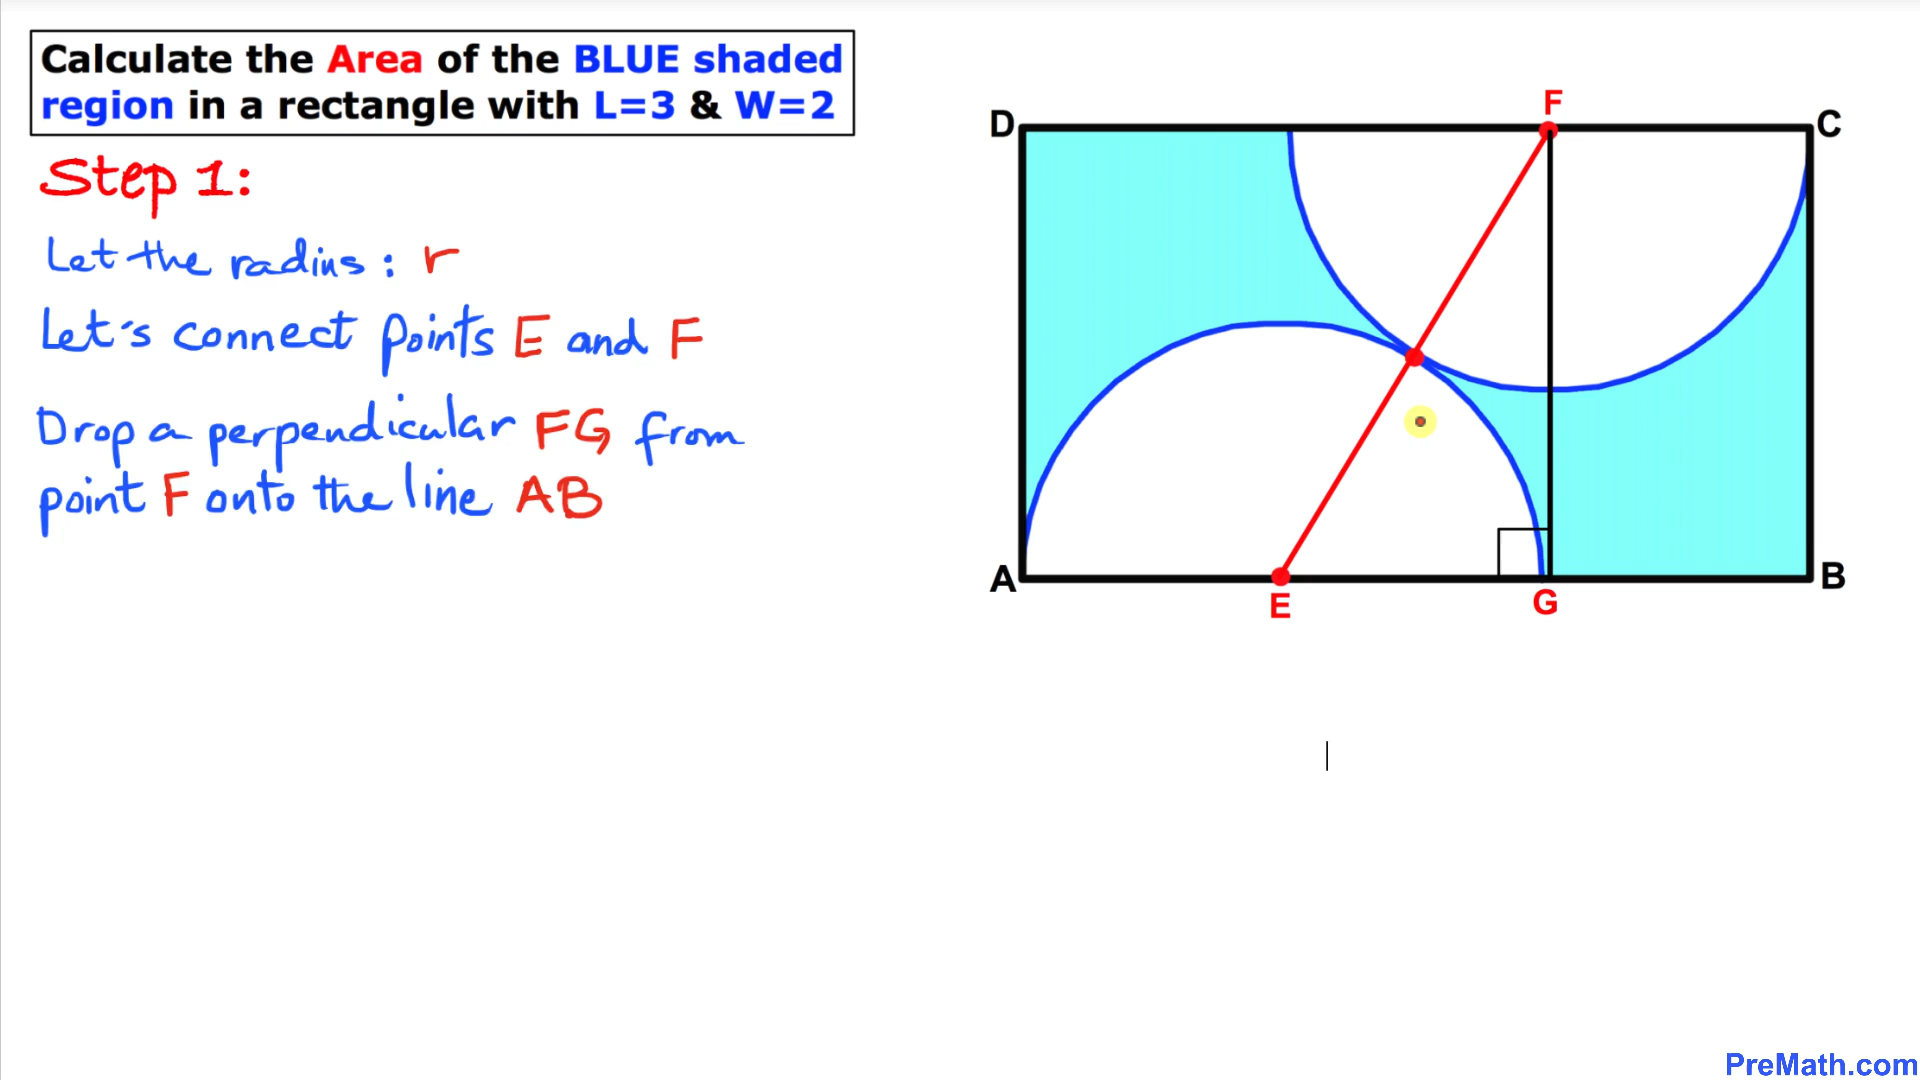 Calculate the Area of the BLUE shaded
region in a rectangle with L=3 & W=2
Step 1:
Let the radius: r
Let's connect points E and F
Drop a perpendicular FG from
point F onto the line AB
F
D
C
A
B
E
G
PreMath.com